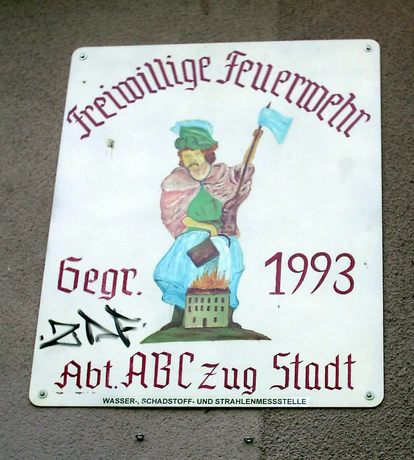 Freiwillige Feuerwehr
Gegr. 1993
Abt. ABC Zug Stadt
WASSER-, SCHADSTOFF- UND STRAHLENMESSSTELLE